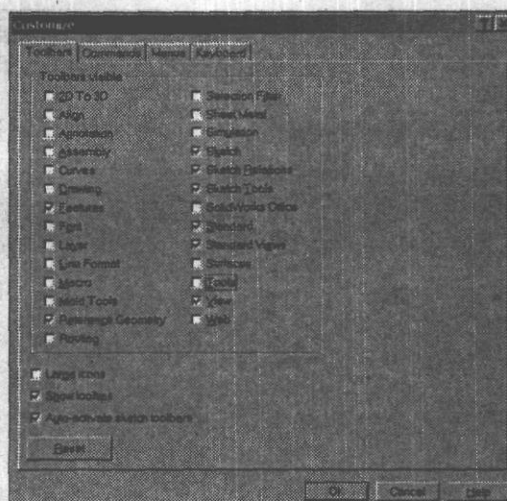 Customize
Toolbars Commands Menus Keyboard
Toolbars visible
2D To 3D
Align
Annotation
Assembly
Curves
Drawing
Features
Font
Layer
Line Format
Macro
Mold Tools
Reference Geometry
Routing
Selection Filter
Sheet Metal
Simulation
Sketch
Sketch Relations
Sketch Tools
SolidWorks Office
Standard
Standard Views
Surfaces
Tools
View
Web
Large icons
Show tooltips
Auto-activate sketch toolbars
Reset
OK Cancel Help